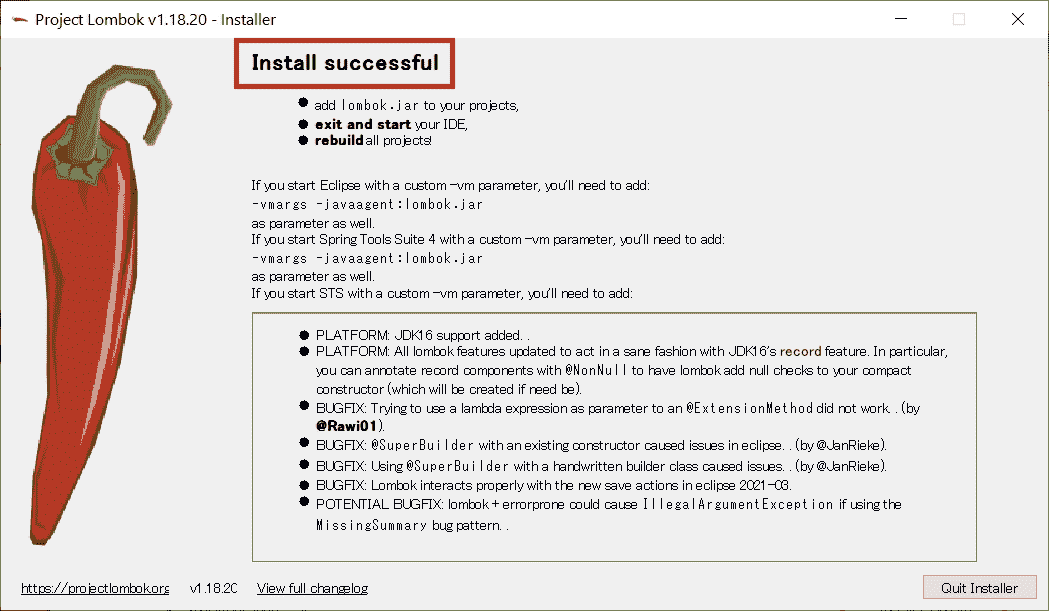 Project Lombok v1.18.20 - Installer
Install successful
add lombok.jar to your projects,
exit and start your IDE,
rebuild all projects!
If you start Eclipse with a custom -vm parameter, you'll need to add:
-vmargs -javaagent:lombok.jar
as parameter as well.
If you start Spring Tools Suite 4 with a custom -vm parameter, you'll need to add:
-vmargs -javaagent:lombok.jar
as parameter as well.
If you start STS with a custom -vm parameter, you'll need to add:
PLATFORM: JDK16 support added. .
PLATFORM: All lombok features updated to act in a sane fashion with JDK16's record feature. In particular,
you can annotate record components with @NonNull to have lombok add null checks to your compact
constructor (which will be created if need be).
BUGFIX: Trying to use a lambda expression as parameter to an @ExtensionMethod did not work. . (by
@Rawi01).
BUGFIX: @SuperBuilder with an existing constructor caused issues in eclipse. . (by @JanRieke).
BUGFIX: Using @SuperBuilder with a handwritten builder class caused issues. . (by @JanRieke).
BUGFIX: Lombok interacts properly with the new save actions in eclipse 2021-03.
POTENTIAL BUGFIX: lombok + errorprone could cause IllegalArgumentException if using the
MissingSummary bug pattern. .
https://projectlombok.org v1.18.20 View full changelog Quit Installer